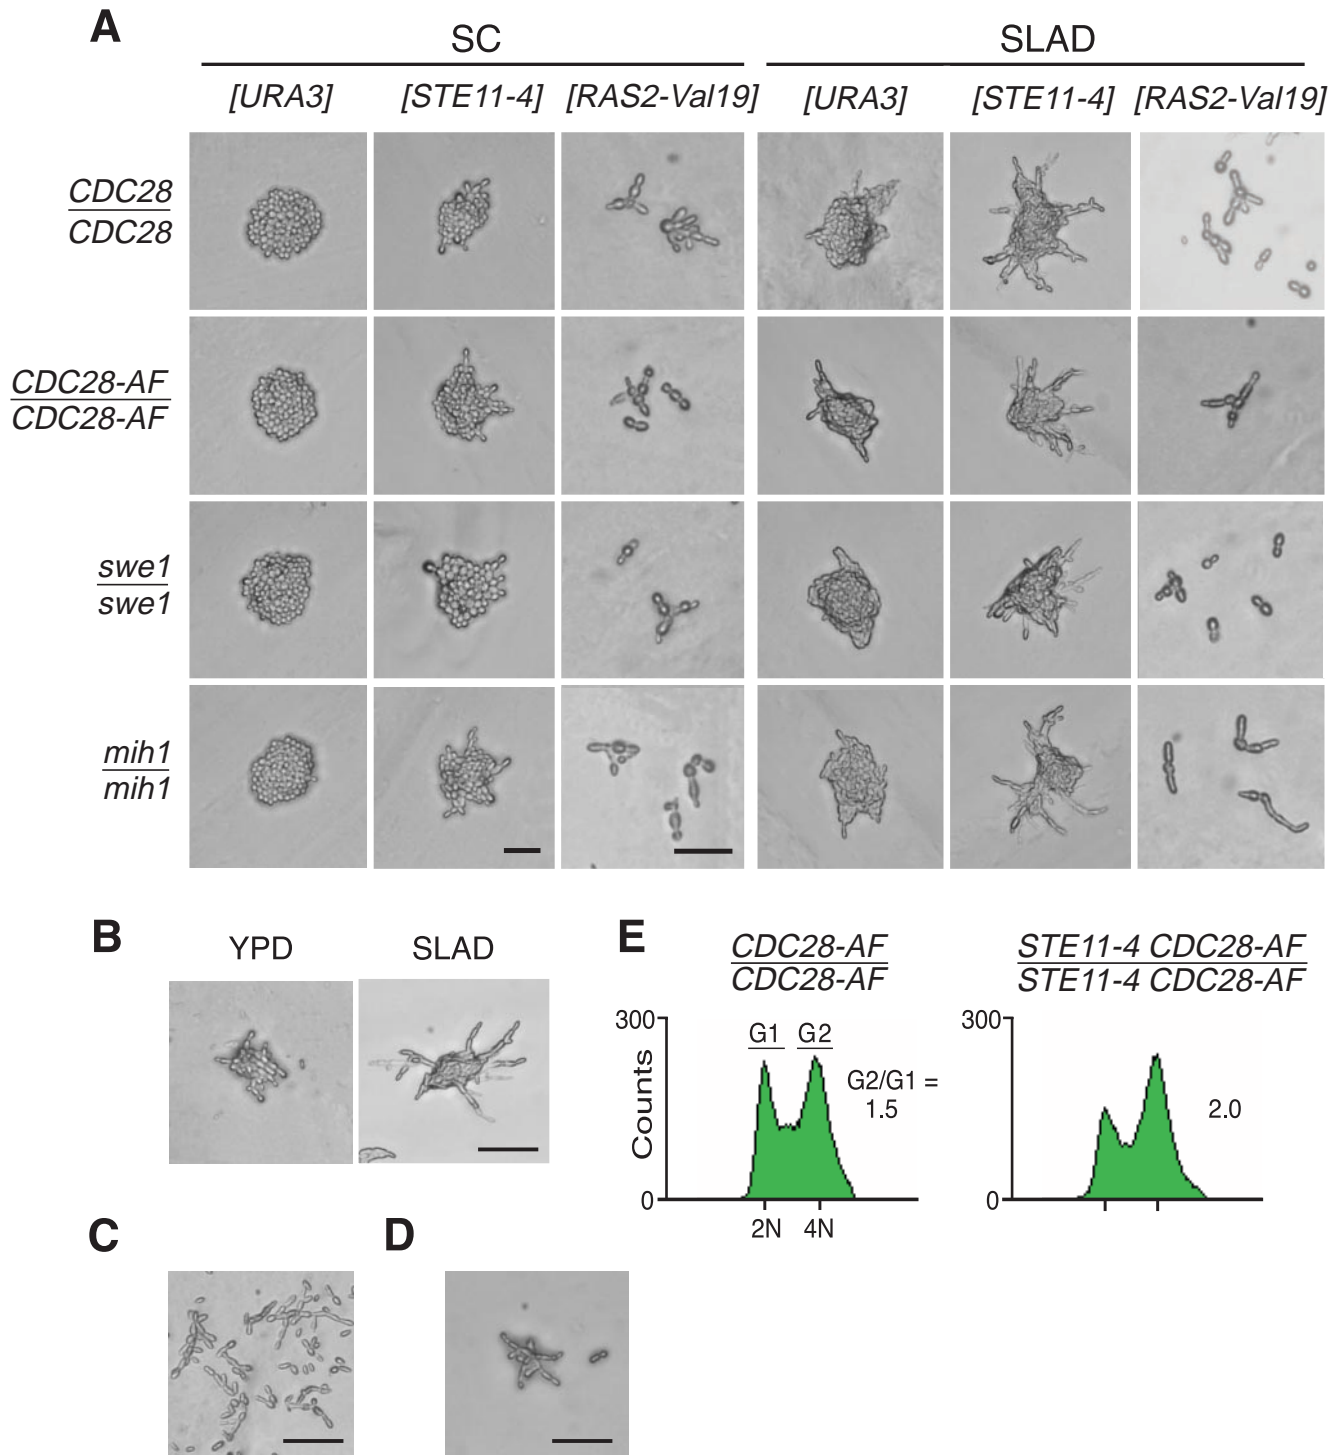 A
SC SLAD
[URA3] [STE11-4] [RAS2-Val19] [URA3] [STE11-4] [RAS2-Val19]
CDC28
CDC28
CDC28-AF
CDC28-AF
swe1
swe1
mih1
mih1
B
YPD SLAD
E
CDC28-AF
CDC28-AF
STE11-4 CDC28-AF
STE11-4 CDC28-AF
300
Counts
0
G1 G2
G2/G1 =
1.5
2N 4N
300
0
2.0
C
D